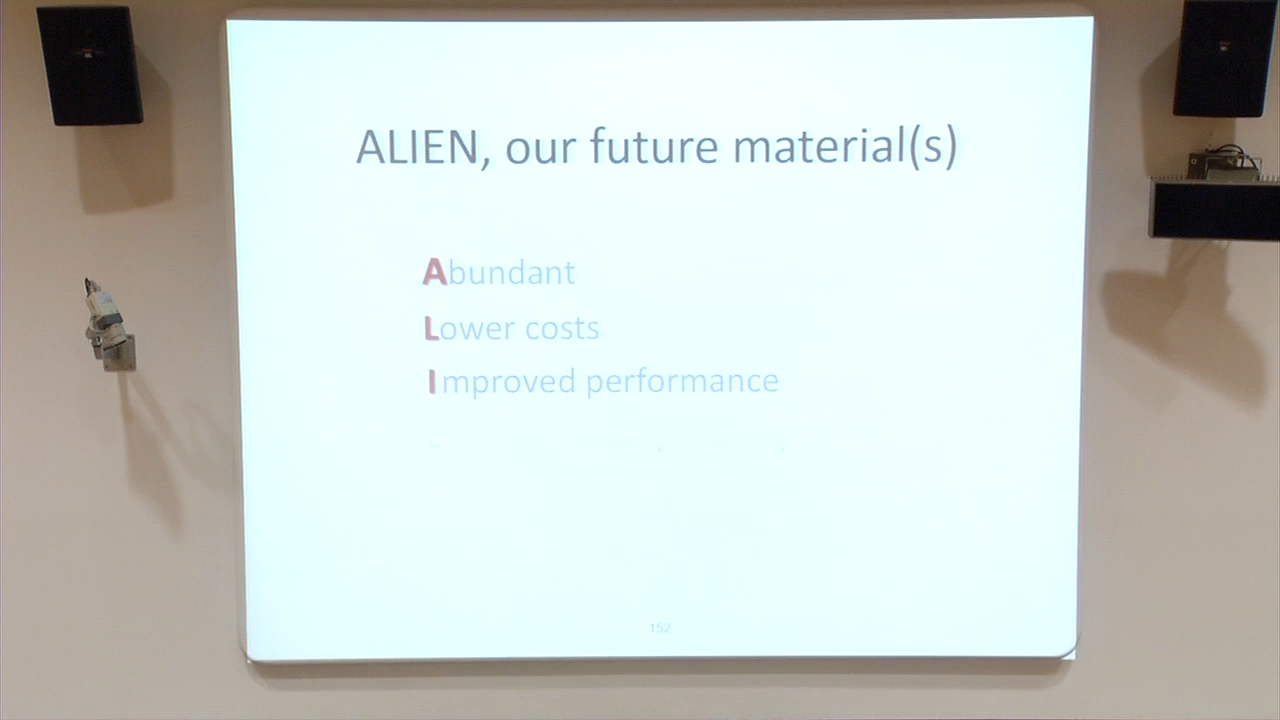 ALIEN, our future material(s)
Abundant
Lower costs
Improved performance
152